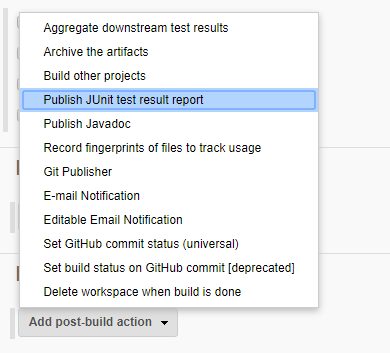 Aggregate downstream test results
Archive the artifacts
Build other projects
Publish JUnit test result report
Publish Javadoc
Record fingerprints of files to track usage
Git Publisher
E-mail Notification
Editable Email Notification
Set GitHub commit status (universal)
Set build status on GitHub commit [deprecated]
Delete workspace when build is done
Add post-build action